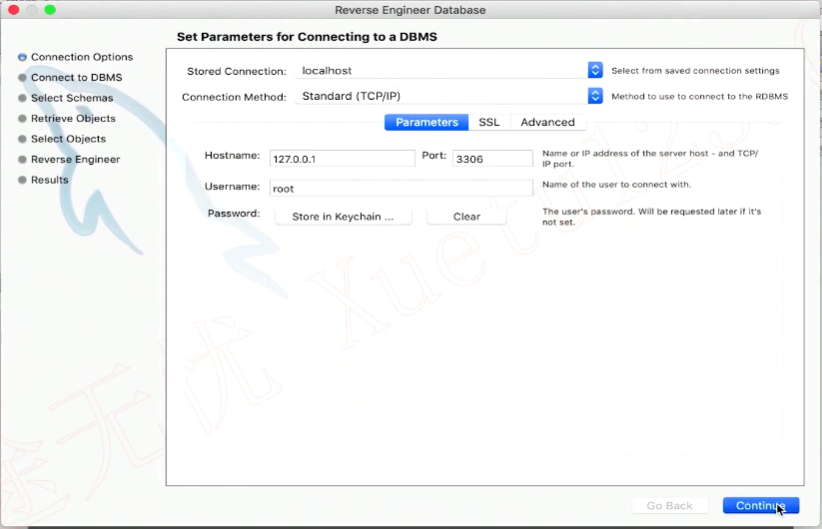 Reverse Engineer Database
Set Parameters for Connecting to a DBMS
Connection Options
Connect to DBMS
Select Schemas
Retrieve Objects
Select Objects
Reverse Engineer
Results
Stored Connection: localhost Select from saved connection settings
Connection Method: Standard (TCP/IP) Method to use to connect to the RDBMS
Parameters SSL Advanced
Hostname: 127.0.0.1 Port: 3306 Name or IP address of the server host - and TCP/
IP port.
Username: root Name of the user to connect with.
Password: Store in Keychain ... Clear The user's password. Will be requested later if it's
not set.
Go Back Continue
学无忧 Xuety123